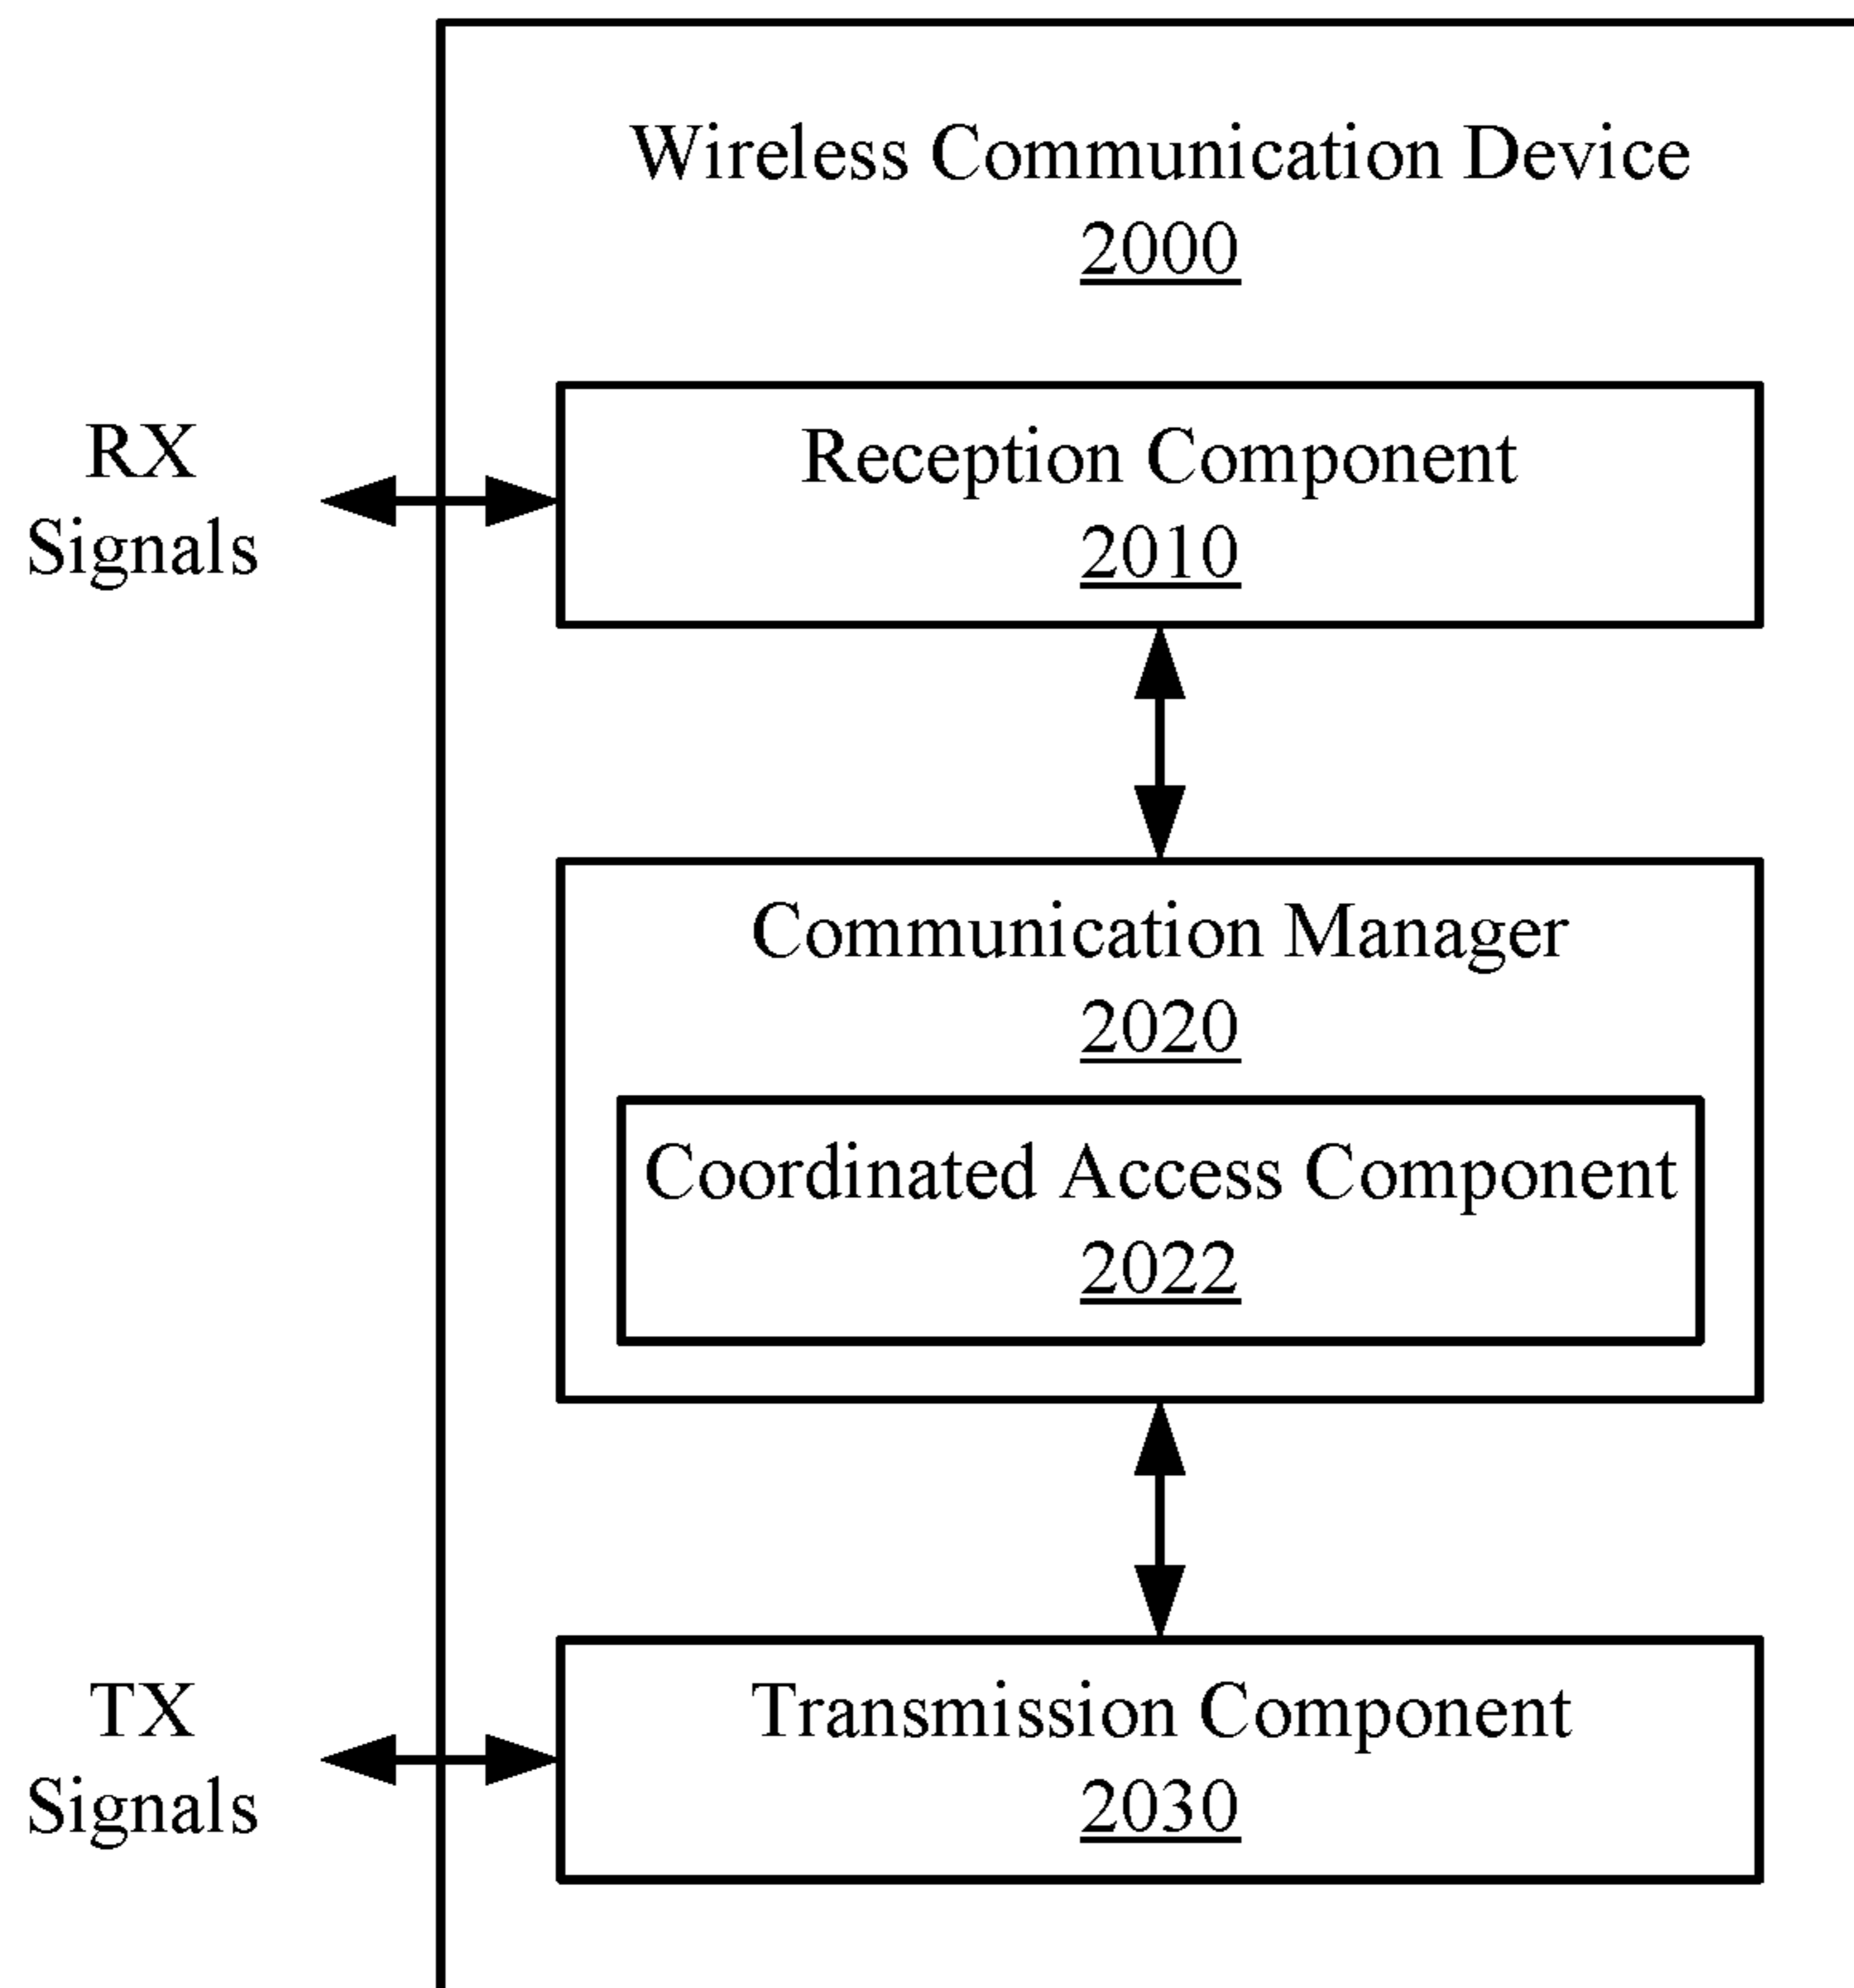 Wireless Communication Device
2000
RX
Signals
Reception Component
2010
Communication Manager
2020
Coordinated Access Component
2022
TX
Signals
Transmission Component
2030